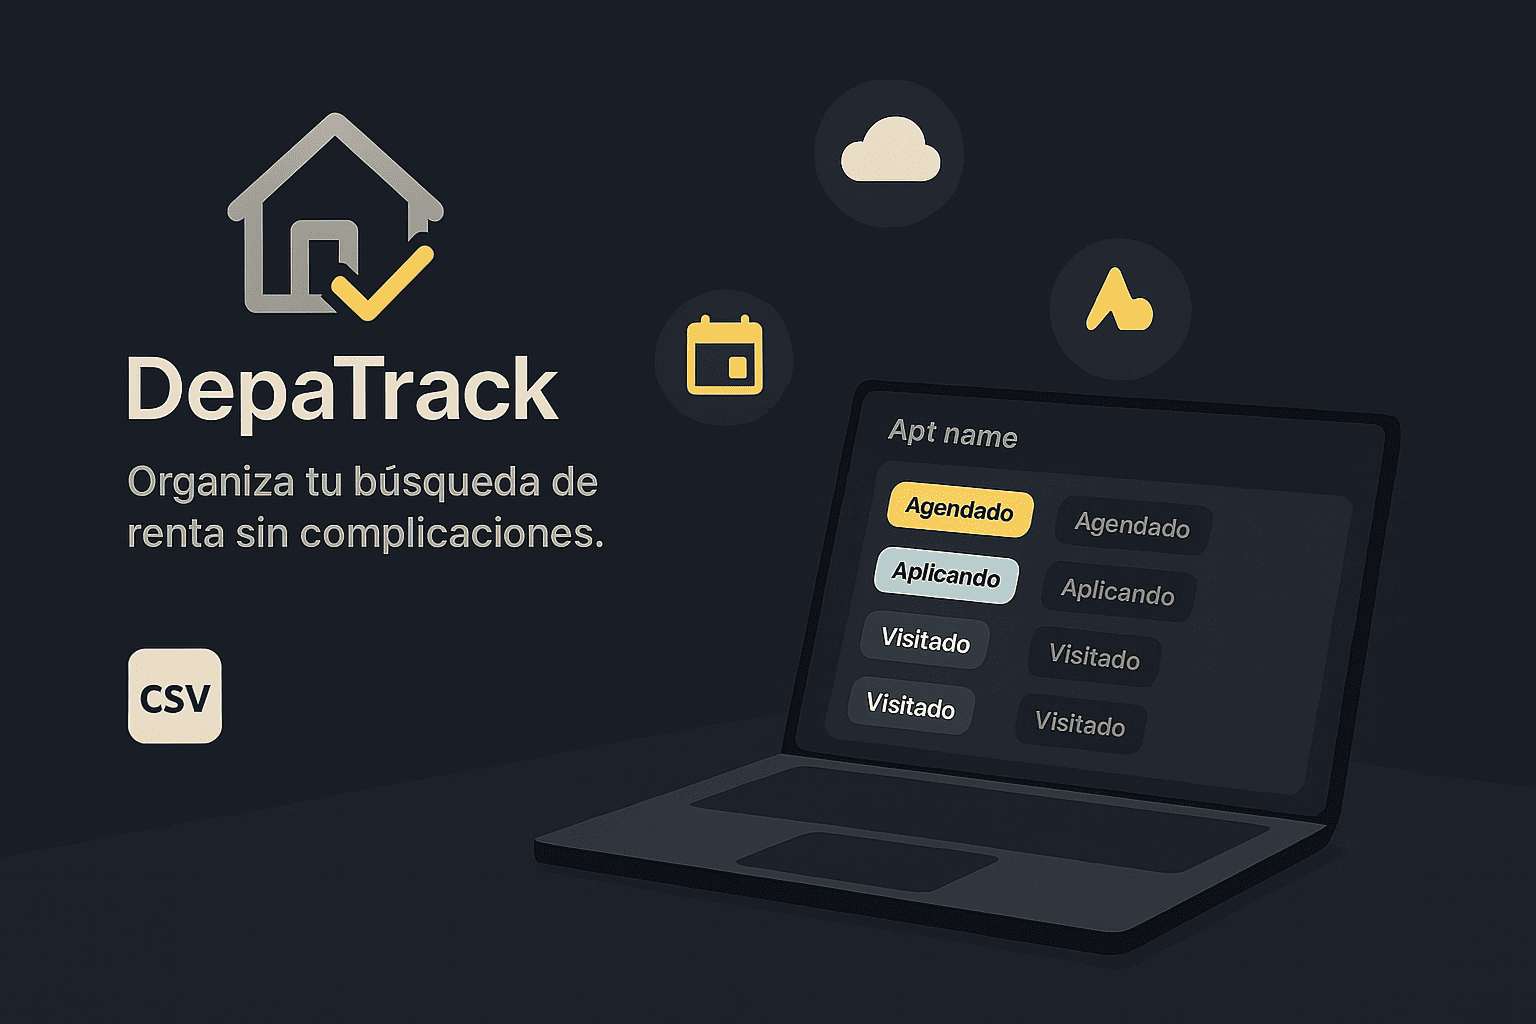 DepaTrack
Organiza tu búsqueda de
renta sin complicaciones.
CSV
Apt name
Agendado Agendado
Aplicando Aplicando
Visitado Visitado
Visitado Visitado